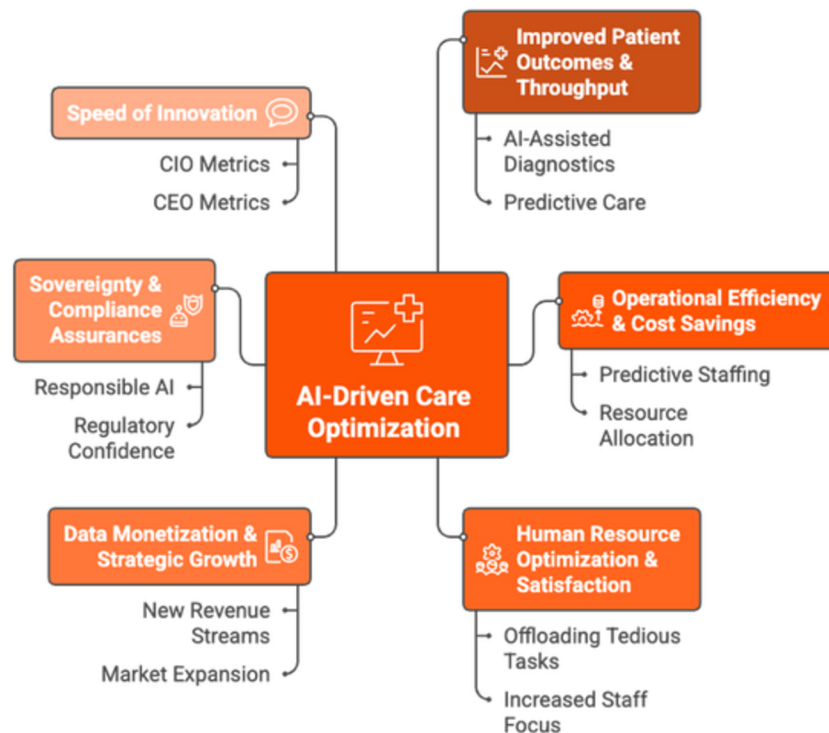 Improved Patient
Outcomes &
Throughput
AI-Assisted
Diagnostics
Predictive Care
Speed of Innovation
CIO Metrics
CEO Metrics
Sovereignty &
Compliance
Assurances
Responsible AI
Regulatory
Confidence
AI-Driven Care
Optimization
Operational Efficiency
& Cost Savings
Predictive Staffing
Resource
Allocation
Data Monetization &
Strategic Growth
New Revenue
Streams
Market Expansion
Human Resource
Optimization &
Satisfaction
Offloading Tedious
Tasks
Increased Staff
Focus